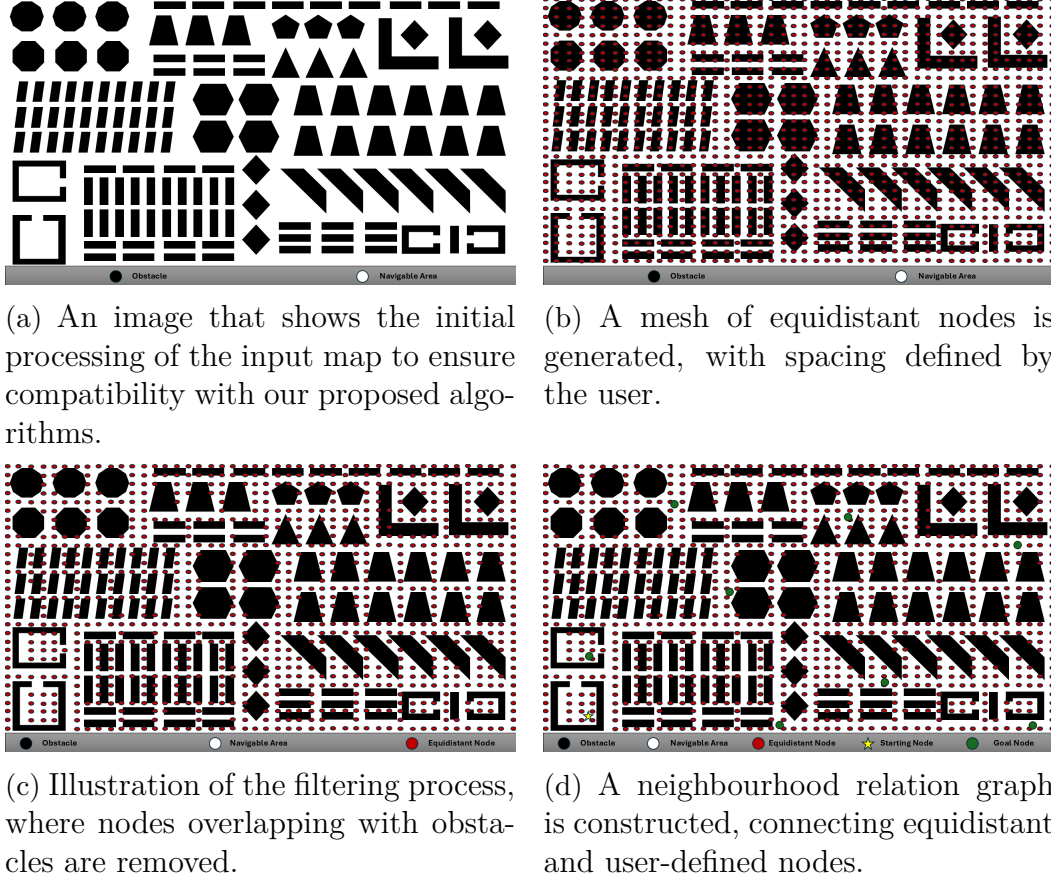 Obstacle
Navigable Area
Obstacle
Navigable Area
(a) An image that shows the initial
processing of the input map to ensure
compatibility with our proposed algo-
rithms.
(b) A mesh of equidistant nodes is
generated, with spacing defined by
the user.
Obstacle
Navigable Area
Equidistant Node
Obstacle
Navigable Area
Equidistant Node
Starting Node
Goal Node
(c) Illustration of the filtering process,
where nodes overlapping with obsta-
cles are removed.
(d) A neighbourhood relation graph
is constructed, connecting equidistant
and user-defined nodes.